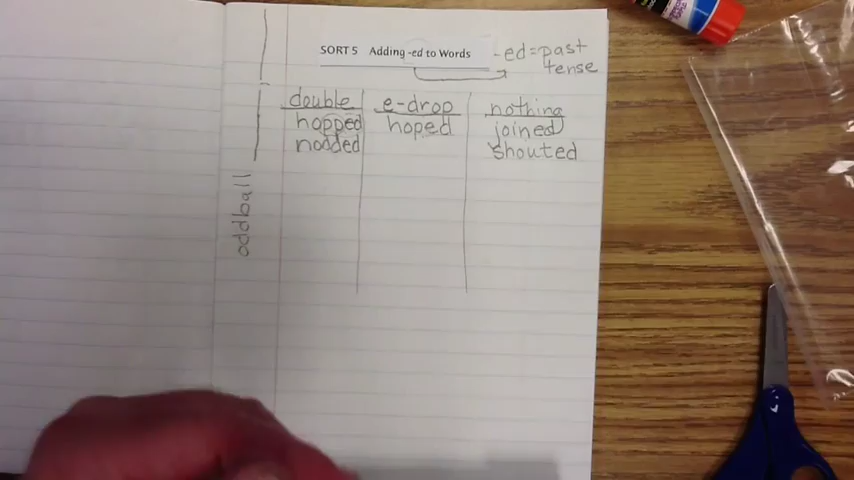 SORT 5 Adding -ed to Words
-ed=past
tense
double e-drop nothing
hopped hoped joined
nodded shouted
oddball